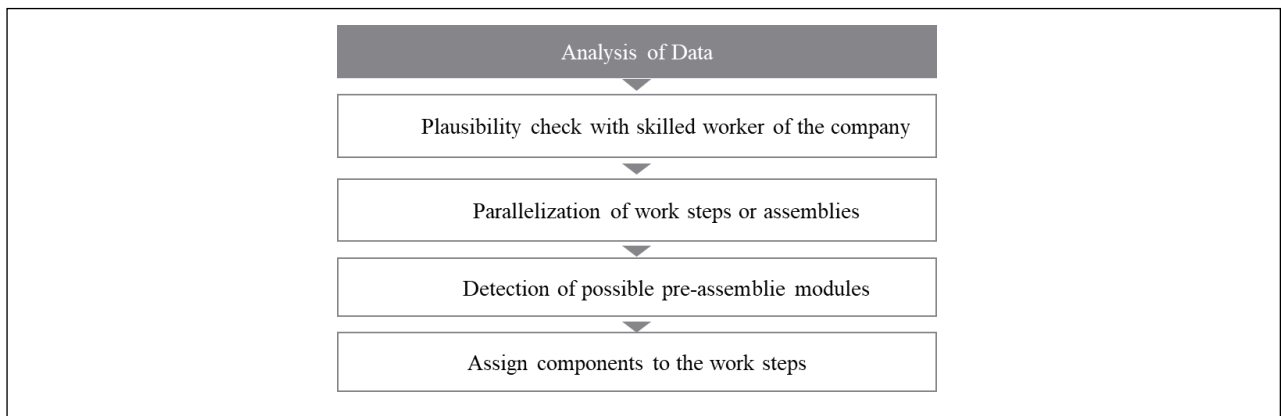 Analysis of Data
Plausibility check with skilled worker of the company
Parallelization of work steps or assemblies
Detection of possible pre-assemblie modules
Assign components to the work steps